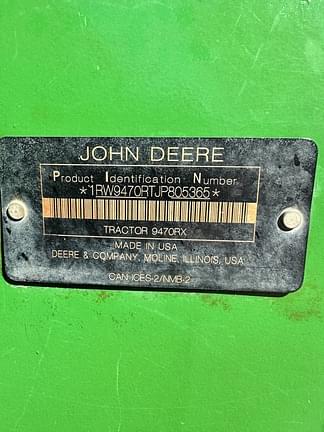 JOHN DEERE
Product Identification Number
*1RW9470RTJP805365*
TRACTOR 9470RX
MADE IN USA
DEERE & COMPANY, MOLINE, ILLINOIS, USA
CAN ICES-2/NMB-2